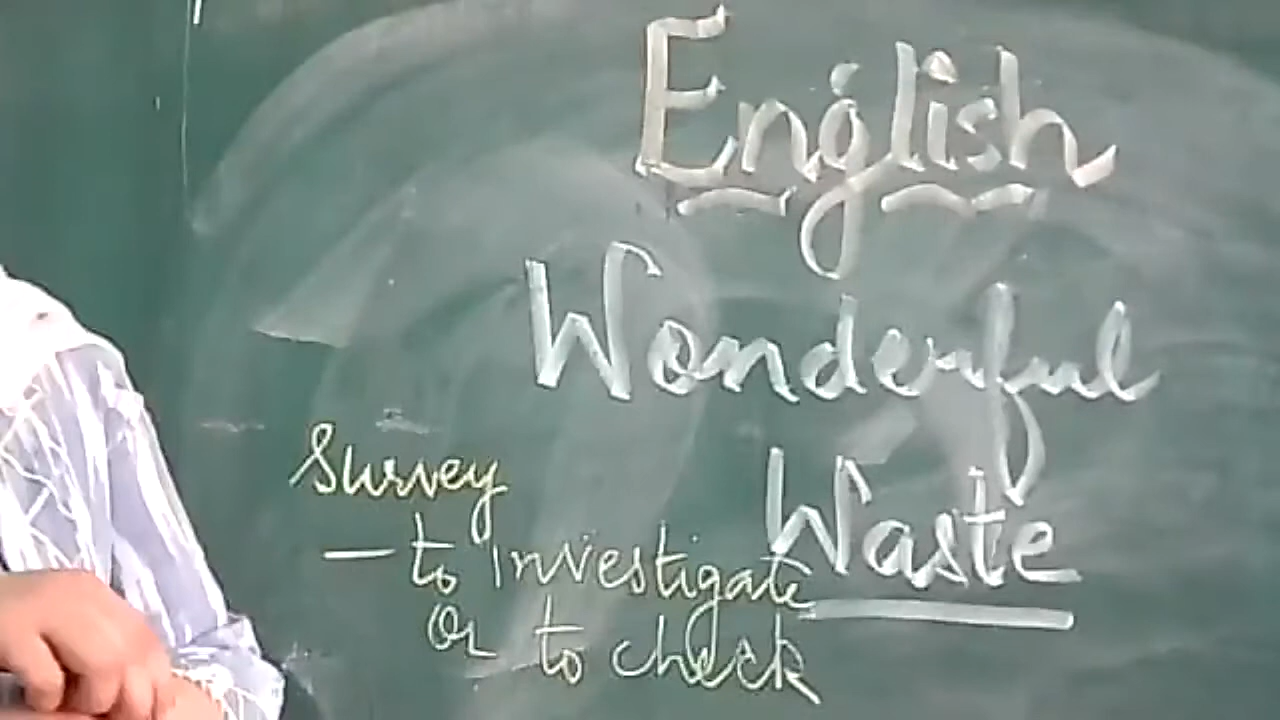 English
Wonderful
Waste
Survey
— to investigate
Or to check